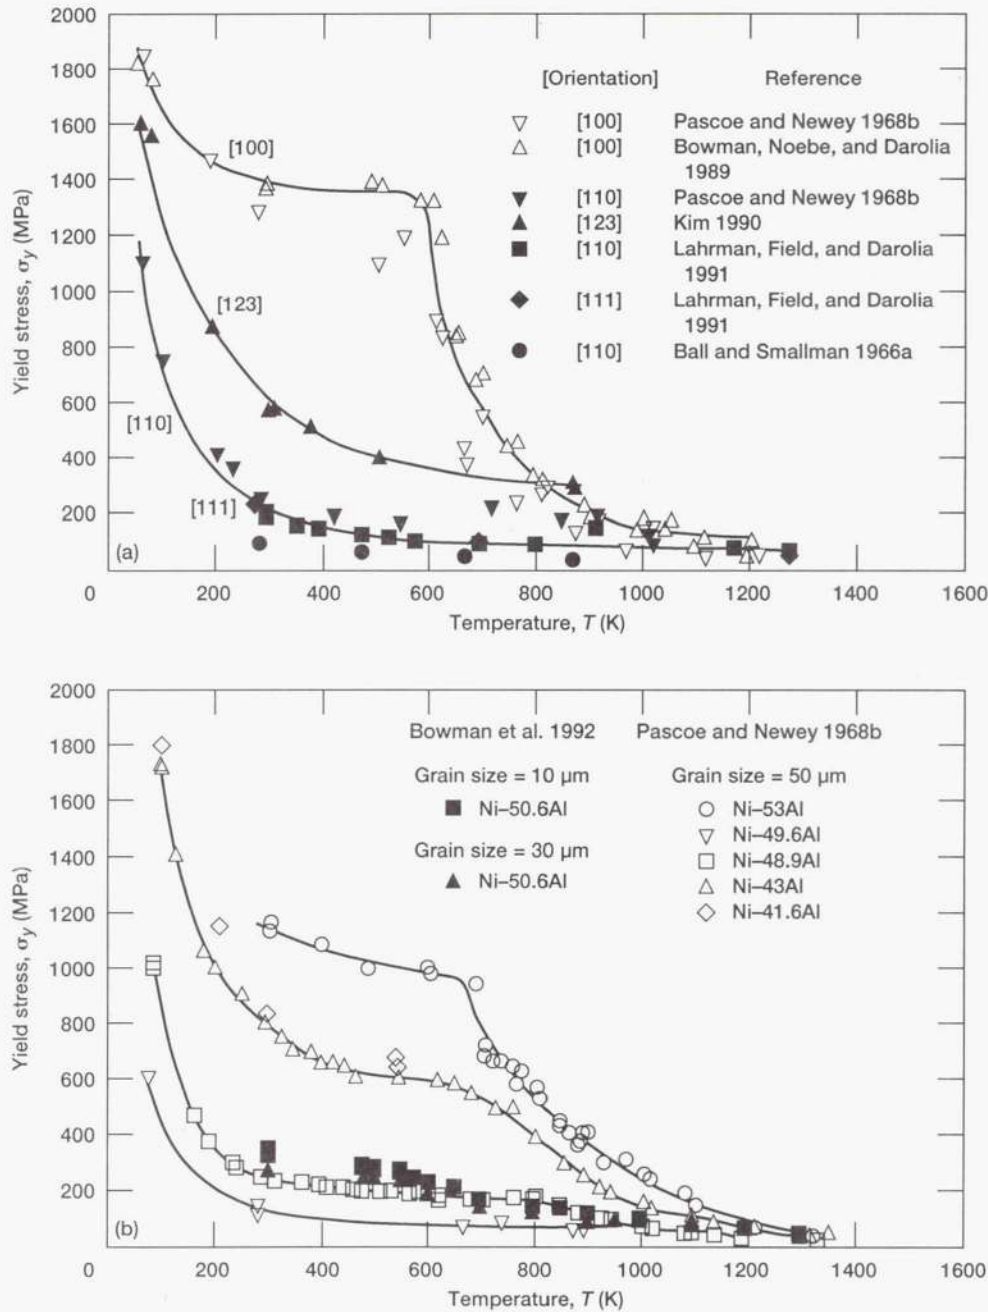 2000
1800
1600
1400
1200
1000
800
600
400
200
0
Yield stress, σy (MPa)
[Orientation] Reference
[100] Pascoe and Newey 1968b
[100] Bowman, Noebe, and Darolia
1989
[110] Pascoe and Newey 1968b
[123] Kim 1990
[110] Lahrman, Field, and Darolia
1991
[111] Lahrman, Field, and Darolia
1991
[110] Ball and Smallman 1966a
[100]
[123]
[110]
[111]
(a)
200 400 600 800 1000 1200 1400 1600
Temperature, T (K)
2000
1800
1600
1400
1200
1000
800
600
400
200
0
Yield stress, σy (MPa)
Bowman et al. 1992 Pascoe and Newey 1968b
Grain size = 10 μm Grain size = 50 μm
Ni–50.6Al Ni–53Al
Ni–49.6Al
Grain size = 30 μm Ni–48.9Al
Ni–50.6Al Ni–43Al
Ni–41.6Al
(b)
200 400 600 800 1000 1200 1400 1600
Temperature, T (K)